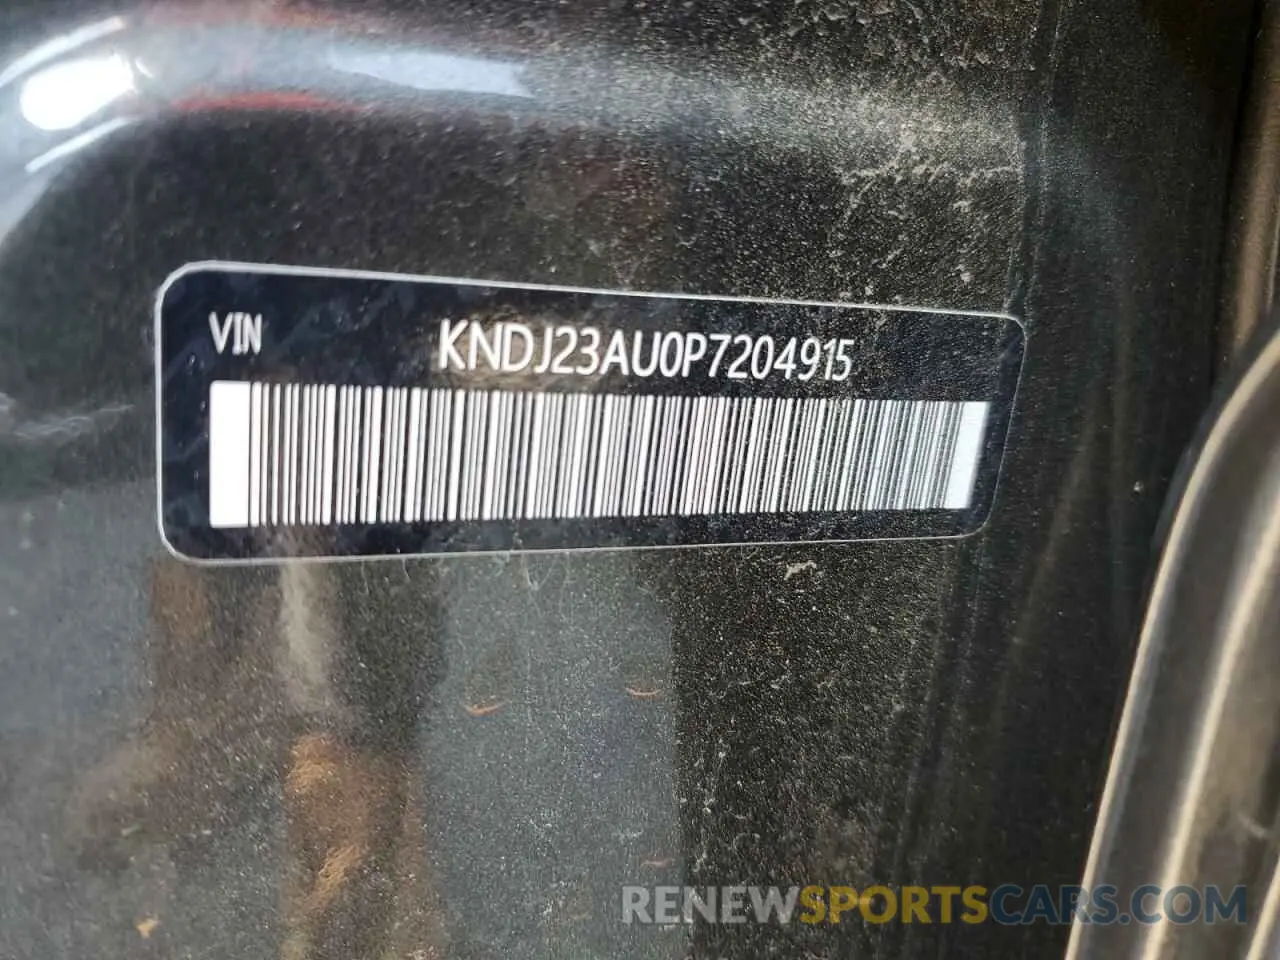 VIN KNDJ23AU0P7204915
RENEWSPORTSCARS.COM